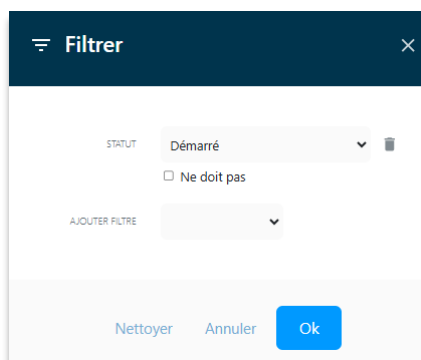 Filtrer
STATUT Démarré
Ne doit pas
AJOUTER FILTRE
Nettoyer Annuler Ok